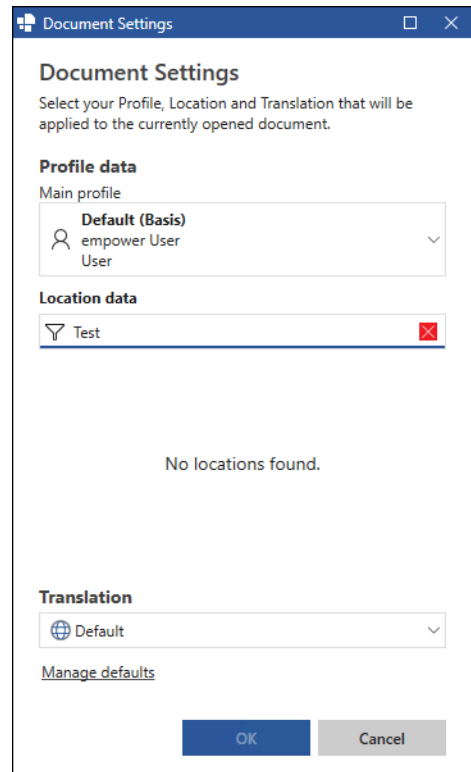 Document Settings
Document Settings
Select your Profile, Location and Translation that will be
applied to the currently opened document.
Profile data
Main profile
Default (Basis)
empower User
User
Location data
Test
No locations found.
Translation
Default
Manage defaults
OK
Cancel